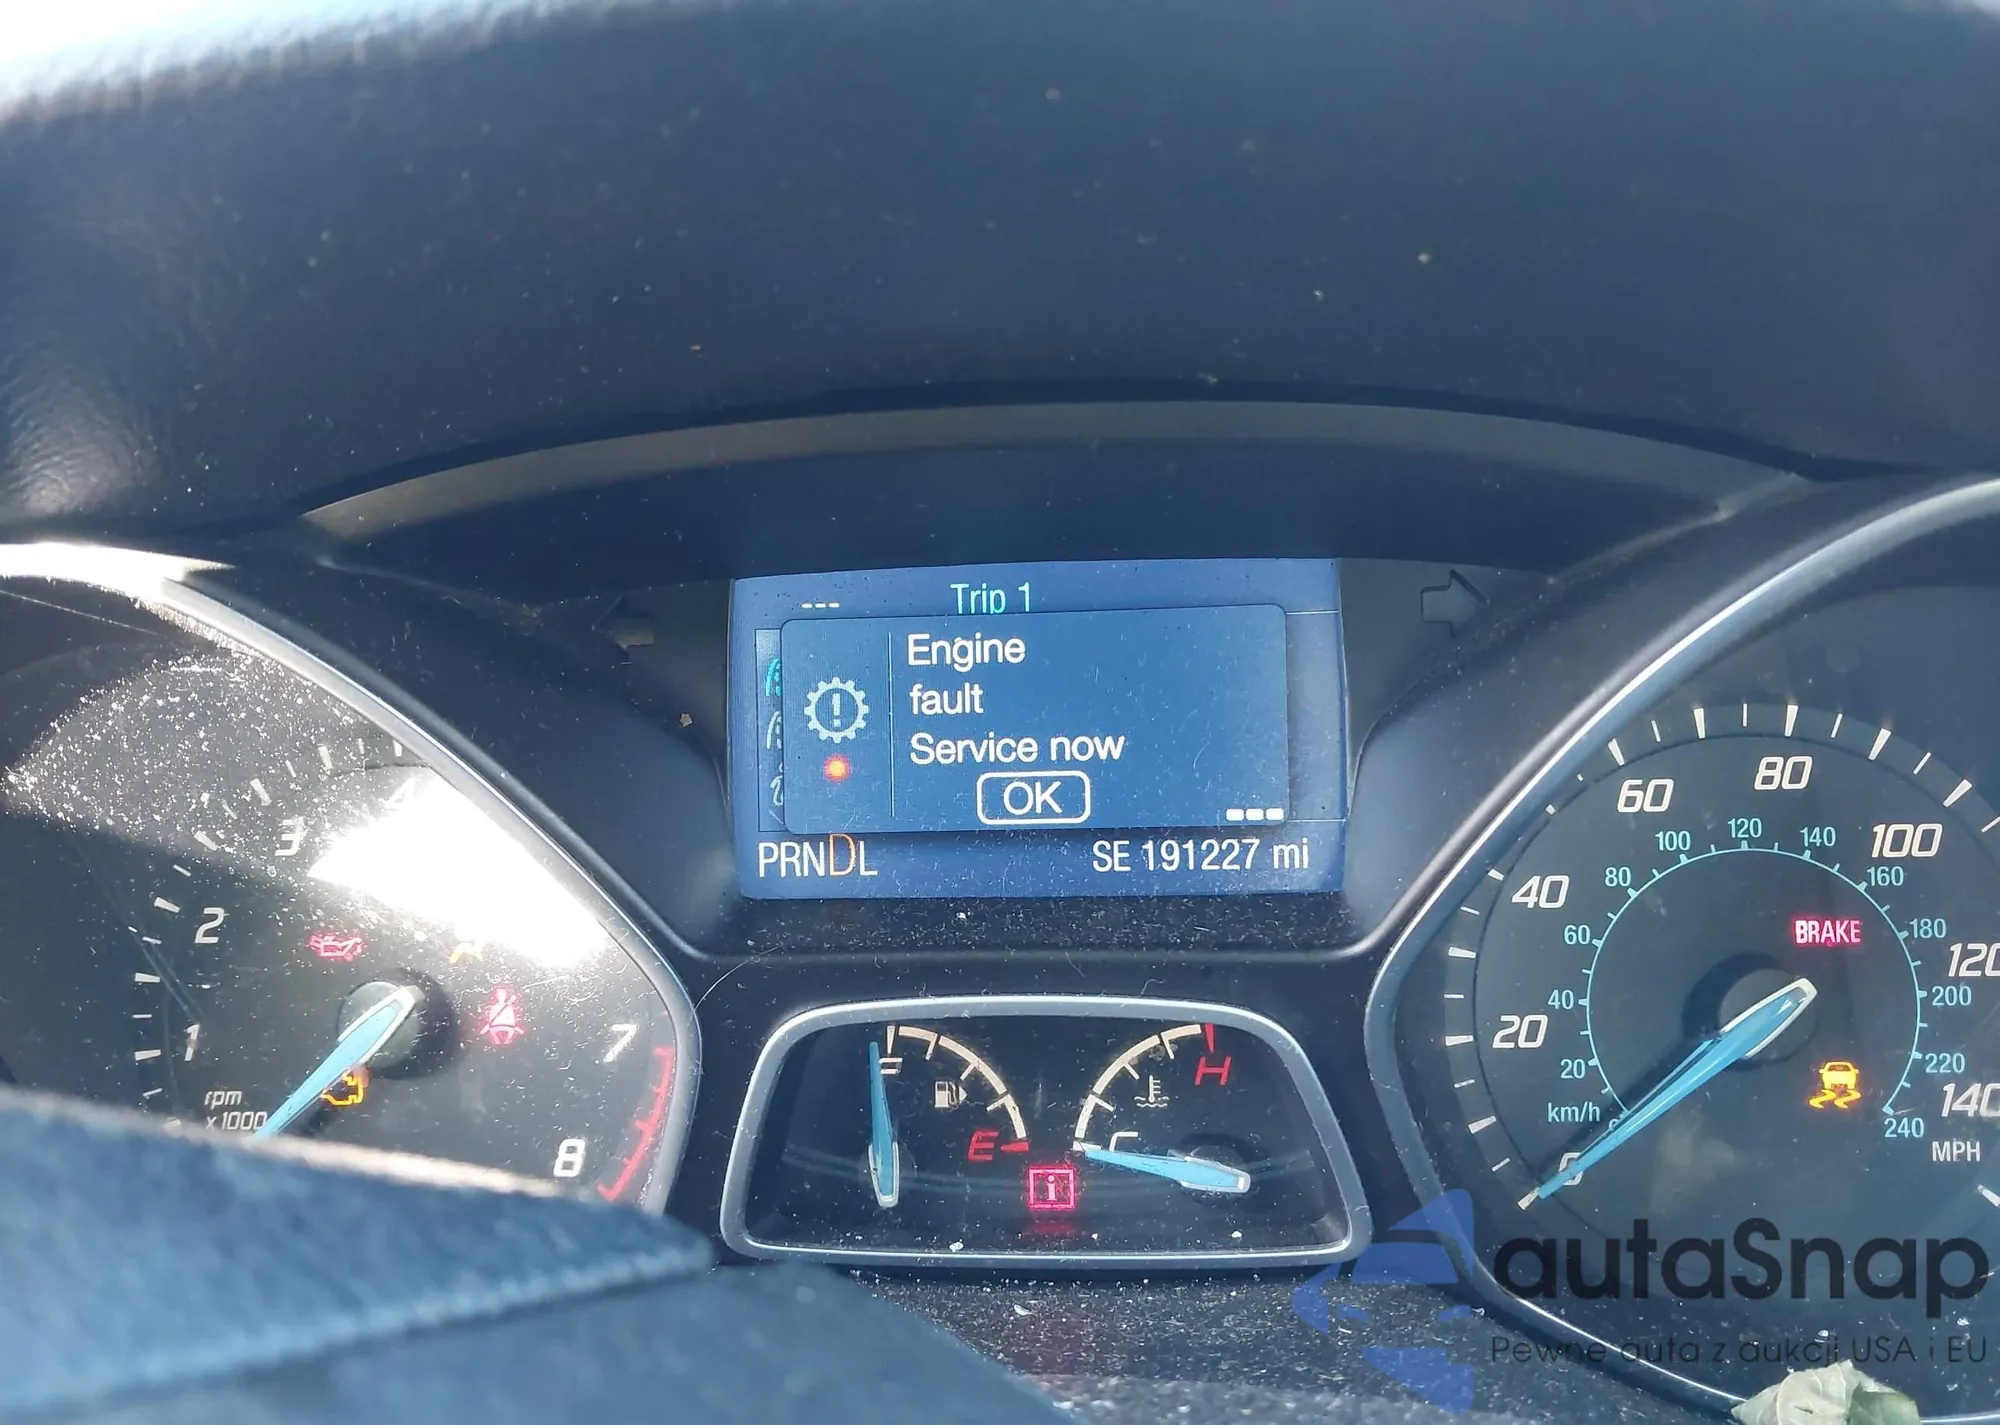 ---
Trip 1
Engine
fault
Service now
OK
PRNDL
SE 191227 mi
1
2
3
4
7
8
rpm
x1000
F
E
C
H
i
0
20
40
60
80
100
120
140
MPH
20
40
60
80
100
120
140
160
180
200
220
240
km/h
BRAKE
autaSnap
Pewne auta z aukcji USA i EU